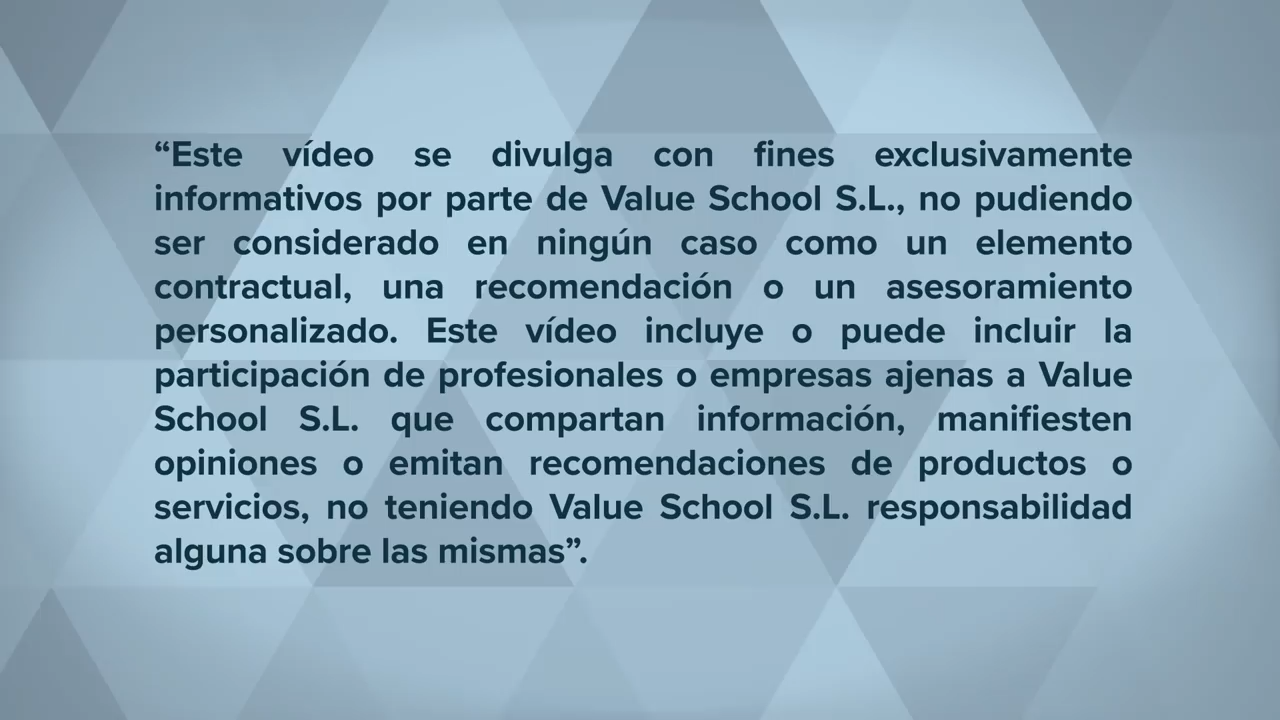 “Este vídeo se divulga con fines exclusivamente
informativos por parte de Value School S.L., no pudiendo
ser considerado en ningún caso como un elemento
contractual, una recomendación o un asesoramiento
personalizado. Este vídeo incluye o puede incluir la
participación de profesionales o empresas ajenas a Value
School S.L. que compartan información, manifiesten
opiniones o emitan recomendaciones de productos o
servicios, no teniendo Value School S.L. responsabilidad
alguna sobre las mismas”.